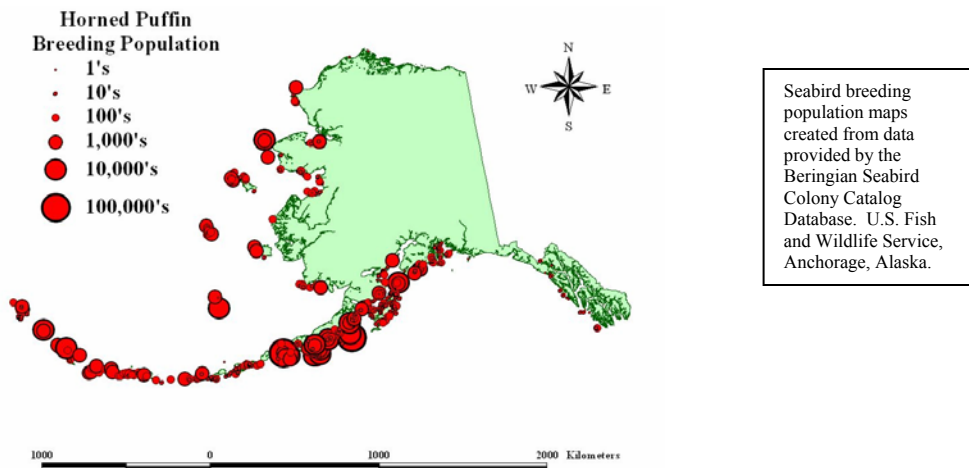 Horned Puffin
Breeding Population
1's
10's
100's
1,000's
10,000's
100,000's
N
W E
S
Seabird breeding
population maps
created from data
provided by the
Beringian Seabird
Colony Catalog
Database. U.S. Fish
and Wildlife Service,
Anchorage, Alaska.
1000 0 1000 2000 Kilometers